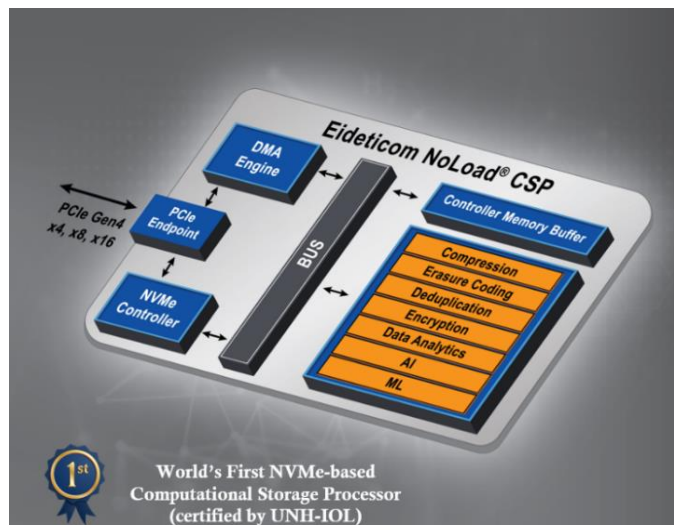 Eideticom NoLoad® CSP
DMA
Engine
PCIe Gen4
x4, x8, x16
PCIe
Endpoint
NVMe
Controller
BUS
Controller Memory Buffer
Compression
Erasure Coding
Deduplication
Encryption
Data Analytics
AI
ML
1st
World's First NVMe-based
Computational Storage Processor
(certified by UNH-IOL)